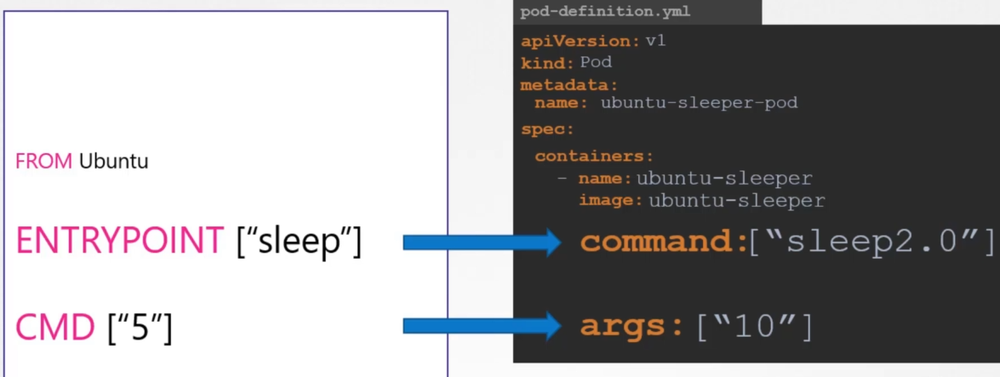 FROM Ubuntu
ENTRYPOINT [“sleep”]
CMD [“5”]
pod-definition.yml
apiVersion: v1
kind: Pod
metadata:
name: ubuntu-sleeper-pod
spec:
containers:
- name: ubuntu-sleeper
image: ubuntu-sleeper
command:[“sleep2.0”]
args: [“10”]